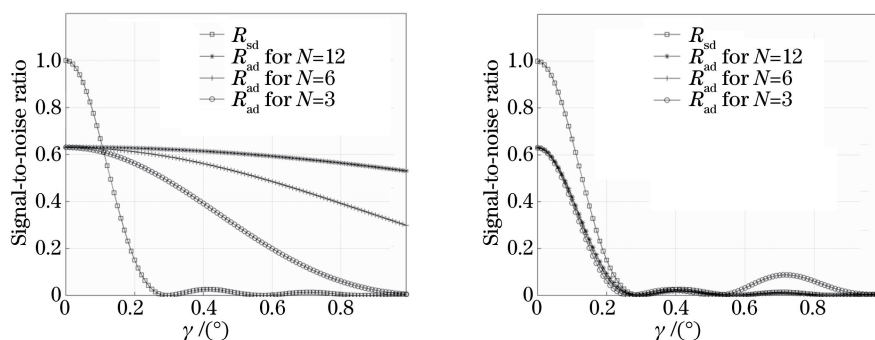 Signal-to-noise ratio
1.0
0.8
0.6
0.4
0.2
0
0
0.2
0.4
0.6
0.8
γ /(°)
R_sd
R_ad for N=12
R_ad for N=6
R_ad for N=3
Signal-to-noise ratio
1.0
0.8
0.6
0.4
0.2
0
0
0.2
0.4
0.6
0.8
γ /(°)
R_sd
R_ad for N=12
R_ad for N=6
R_ad for N=3